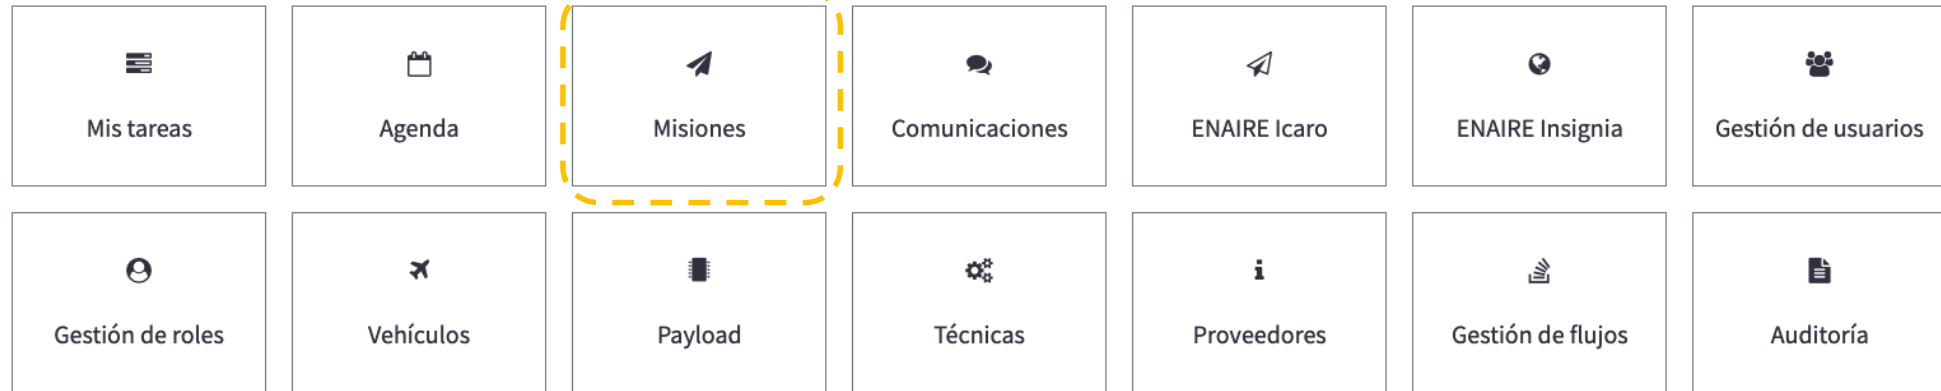 Mis tareas
Agenda
Misiones
Comunicaciones
ENAIRE Icaro
ENAIRE Insignia
Gestión de usuarios
Gestión de roles
Vehículos
Payload
Técnicas
Proveedores
Gestión de flujos
Auditoría